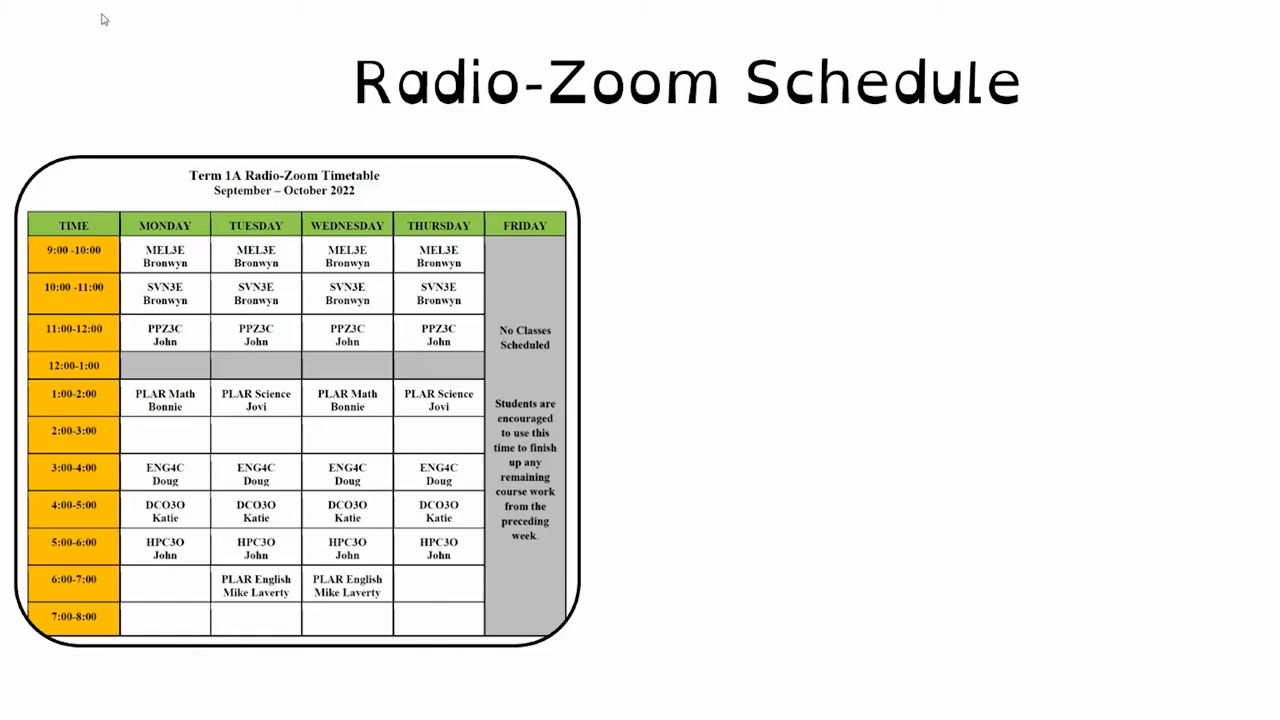 Radio-Zoom Schedule
Term 1A Radio-Zoom Timetable
September – October 2022
TIME MONDAY TUESDAY WEDNESDAY THURSDAY FRIDAY
9:00 -10:00 MEL3E MEL3E MEL3E MEL3E
Bronwyn Bronwyn Bronwyn Bronwyn
10:00 -11:00 SVN3E SVN3E SVN3E SVN3E
Bronwyn Bronwyn Bronwyn Bronwyn
11:00-12:00 PPZ3C PPZ3C PPZ3C PPZ3C
John John John John
12:00-1:00
1:00-2:00 PLAR Math PLAR Science PLAR Math PLAR Science
Bonnie Jovi Bonnie Jovi
2:00-3:00
3:00-4:00 ENG4C ENG4C ENG4C ENG4C
Doug Doug Doug Doug
4:00-5:00 DCO3O DCO3O DCO3O DCO3O
Katie Katie Katie Katie
5:00-6:00 HPC3O HPC3O HPC3O HPC3O
John John John John
6:00-7:00 PLAR English PLAR English
Mike Laverty Mike Laverty
7:00-8:00
No Classes
Scheduled
Students are
encouraged
to use this
time to finish
up any
remaining
course work
from the
preceding
week.